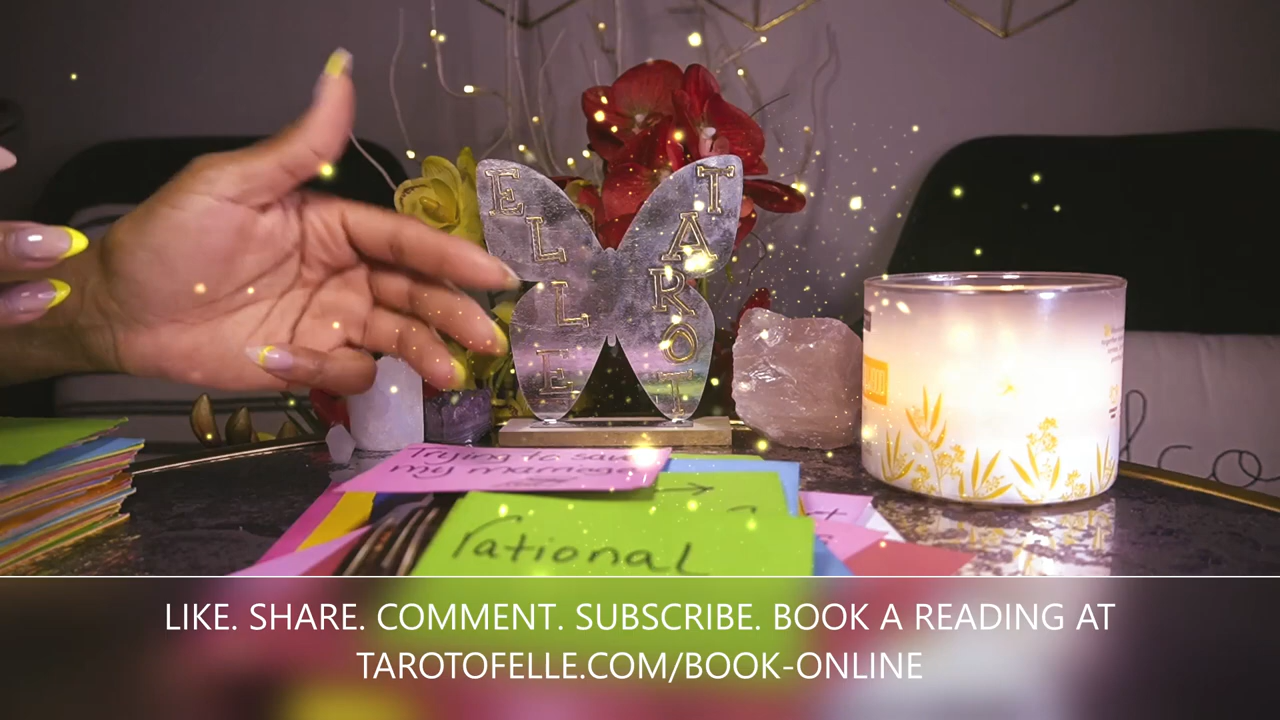 ELLE
TAROT
Trying to save
my marriage
rational
LIKE. SHARE. COMMENT. SUBSCRIBE. BOOK A READING AT
TAROTOFELLE.COM/BOOK-ONLINE